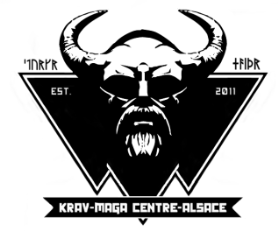 EST. 2011
KRAV-MAGA CENTRE-ALSACE